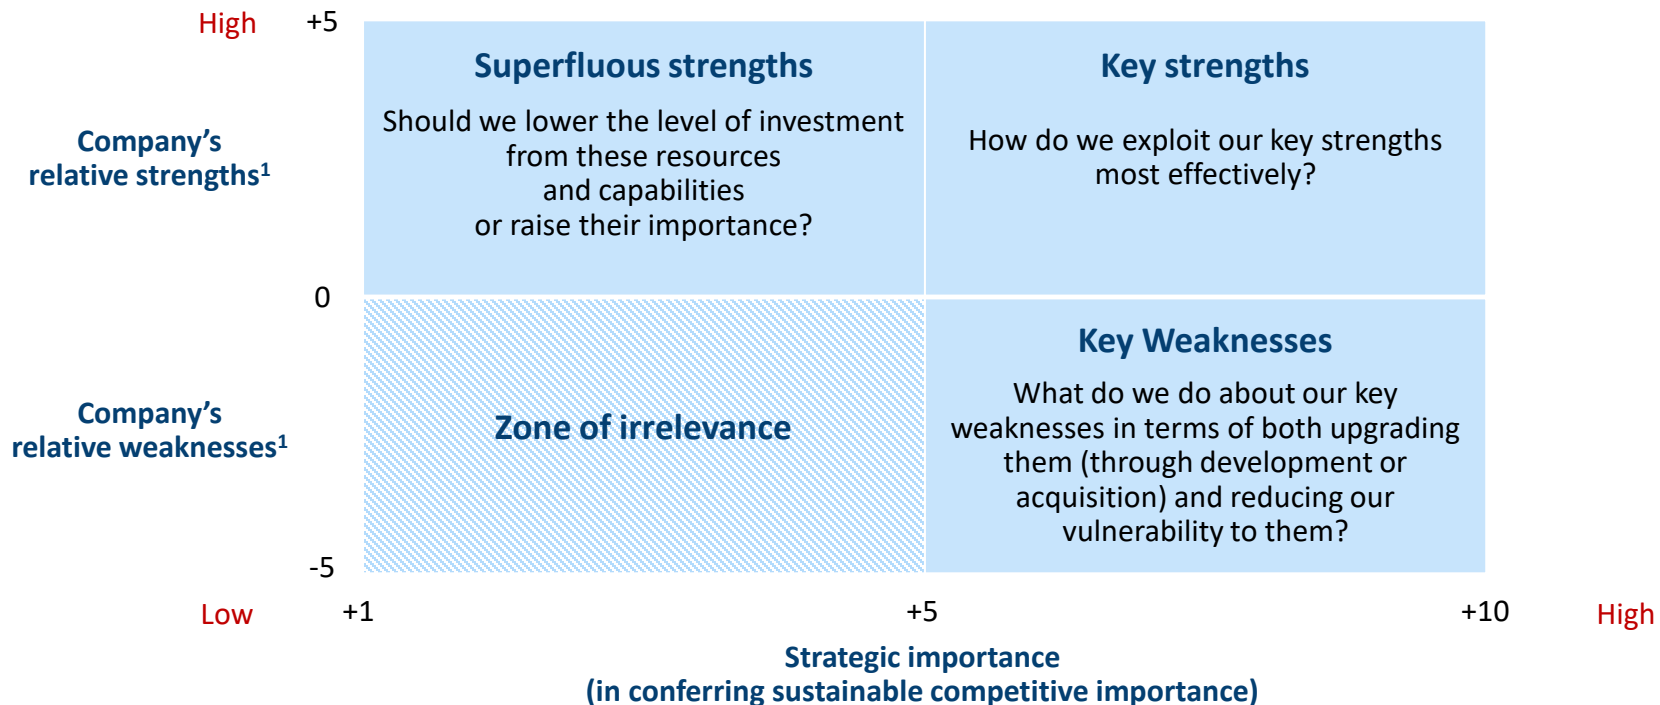 High
+5
Company's
relative strengths¹
Superfluous strengths
Should we lower the level of investment
from these resources
and capabilities
or raise their importance?
Key strengths
How do we exploit our key strengths
most effectively?
0
Company's
relative weaknesses¹
Zone of irrelevance
Key Weaknesses
What do we do about our key
weaknesses in terms of both upgrading
them (through development or
acquisition) and reducing our
vulnerability to them?
-5
Low
+1
+5
+10
High
Strategic importance
(in conferring sustainable competitive importance)